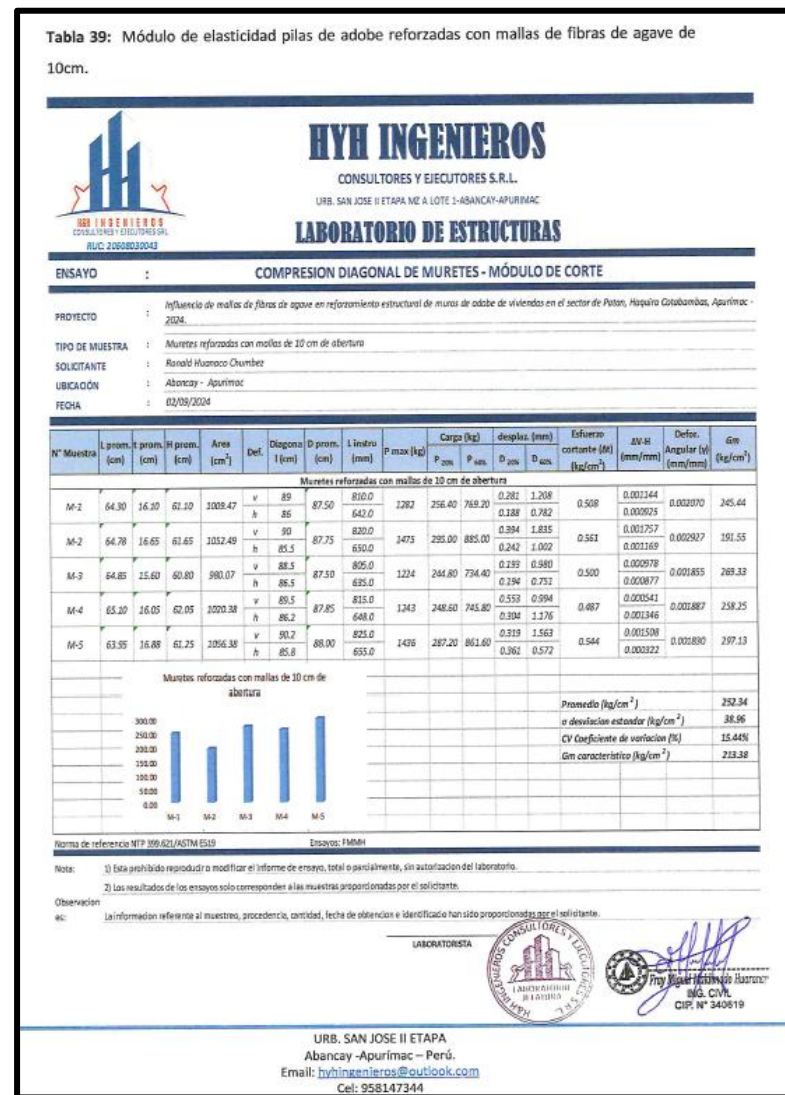 Tabla 39: Módulo de elasticidad pilas de adobe reforzadas con mallas de fibras de agave de
10cm.
HYH INGENIEROS
CONSULTORES Y EJECUTORES S.R.L.
URB. SAN JOSE II ETAPA MZ A LOTE 1-ABANCAY-APURIMAC
H&H INGENIEROS
CONSULTORES Y EJECUTORES SRL
RUC: 20608030043
LABORATORIO DE ESTRUCTURAS
ENSAYO : COMPRESION DIAGONAL DE MURETES - MÓDULO DE CORTE
PROYECTO : Influencia de mallas de fibras de agave en reforzamiento estructural de muros de adobe de viviendas en el sector de Patan, Haquira Cotabambas, Apurímac -
2024.
TIPO DE MUESTRA : Muretes reforzadas con mallas de 10 cm de abertura
SOLICITANTE : Ronald Huanaco Chumbez
UBICACIÓN : Abancay - Apurimac
FECHA : 02/09/2024
N° Muestra L prom. (cm) t prom. (cm) H prom. (cm) Area (cm²) Def. Diagonal (cm) D prom. (cm) L instru (mm) P max (kg) Carga (kg) P 20% P 60% desplaz. (mm) D 20% D 60% Esfuerzo cortante (Δt) (kg/cm²) ΔV-H (mm/mm) Defor. Angular (γ) (mm/mm) Gm (kg/cm²)
Muretes reforzadas con mallas de 10 cm de abertura
M-1 64.30 16.10 61.10 1009.47 v 89 87.50 810.0 1282 256.40 769.20 0.281 1.208 0.508 0.001144 0.002070 245.44
h 86 642.0 0.188 0.782 0.000925
M-2 64.78 16.65 61.65 1052.49 v 90 87.75 820.0 1475 295.00 885.00 0.394 1.835 0.561 0.001757 0.002927 191.55
h 85.5 650.0 0.242 1.002 0.001169
M-3 64.85 15.60 60.80 980.07 v 88.5 87.50 805.0 1224 244.80 734.40 0.193 0.980 0.500 0.000978 0.001855 269.33
h 86.5 635.0 0.194 0.751 0.000877
M-4 65.10 16.05 62.05 1020.38 v 89.5 87.85 815.0 1243 248.60 745.80 0.553 0.994 0.487 0.000541 0.001887 258.25
h 86.2 648.0 0.304 1.176 0.001346
M-5 63.95 16.88 61.25 1056.38 v 90.2 88.00 825.0 1436 287.20 861.60 0.319 1.563 0.544 0.001508 0.001830 297.13
h 85.8 655.0 0.361 0.572 0.000322
Muretes reforzadas con mallas de 10 cm de
abertura
300.00
250.00
200.00
150.00
100.00
50.00
0.00
M-1 M-2 M-3 M-4 M-5
Promedio (kg/cm²) 252.34
σ desviacion estandar (kg/cm²) 38.96
CV Coeficiente de variacion (%) 15.44%
Gm caracteristico (kg/cm²) 213.38
Norma de referencia NTP 399.621/ASTM E519 Ensayos: FMMH
Nota: 1) Esta prohibido reproducir o modificar el informe de ensayo, total o parcialmente, sin autorizacion del laboratorio.
2) Los resultados de los ensayos solo corresponden a las muestras proporcionadas por el solicitante.
Observacion
es: La informacion referente al muestreo, procedencia, cantidad, fecha de obtencion e identificacio han sido proporcionadas por el solicitante.
LABORATORISTA
H&H INGENIEROS CONSULTORES Y EJECUTORES S.R.L.
LABORATORIO
JEFATURA
Fray Miguel
ING. CIVIL
CIP. N° 340619
URB. SAN JOSE II ETAPA
Abancay -Apurímac – Perú.
Email: hyhingenieros@outlook.com
Cel: 958147344